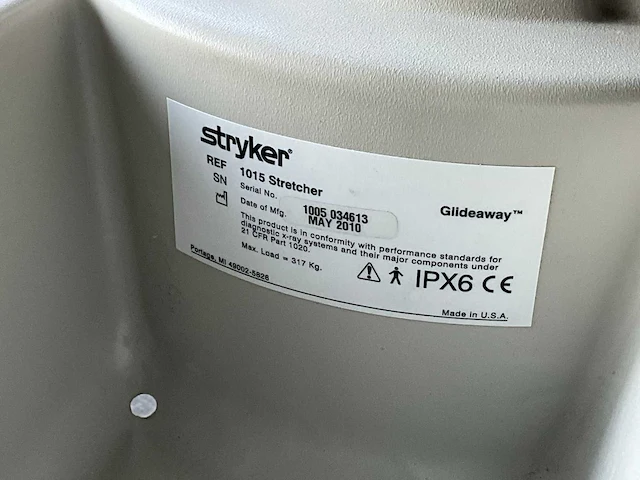 stryker®
REF 1015 Stretcher
SN Serial No. 1005 034613
Date of Mfg. MAY 2010
Glideaway™
This product is in conformity with performance standards for
diagnostic x-ray systems and their major components under
21 CFR Part 1020.
Max. Load = 317 Kg.
IPX6 CE
Portage, MI 49002-5826
Made in U.S.A.